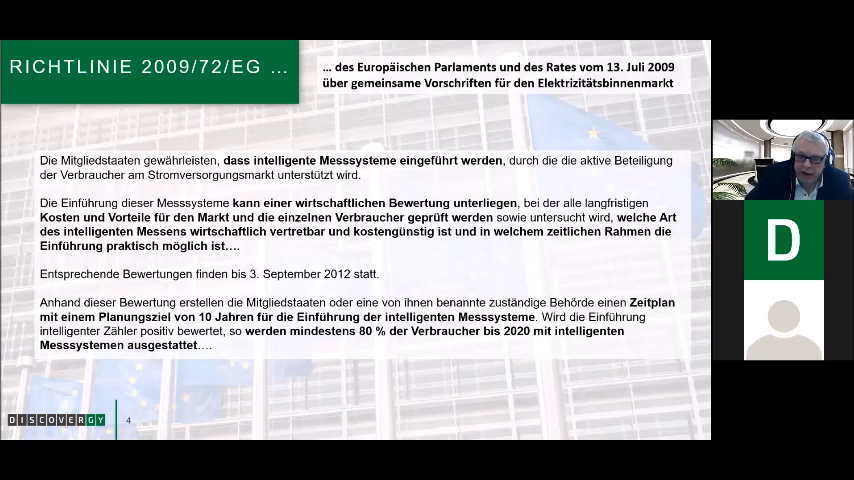 RICHTLINIE 2009/72/EG ...
... des Europäischen Parlaments und des Rates vom 13. Juli 2009
über gemeinsame Vorschriften für den Elektrizitätsbinnenmarkt
Die Mitgliedstaaten gewährleisten, dass intelligente Messsysteme eingeführt werden, durch die die aktive Beteiligung
der Verbraucher am Stromversorgungsmarkt unterstützt wird.
Die Einführung dieser Messsysteme kann einer wirtschaftlichen Bewertung unterliegen, bei der alle langfristigen
Kosten und Vorteile für den Markt und die einzelnen Verbraucher geprüft werden sowie untersucht wird, welche Art
des intelligenten Messens wirtschaftlich vertretbar und kostengünstig ist und in welchem zeitlichen Rahmen die
Einführung praktisch möglich ist….
Entsprechende Bewertungen finden bis 3. September 2012 statt.
Anhand dieser Bewertung erstellen die Mitgliedstaaten oder eine von ihnen benannte zuständige Behörde einen Zeitplan
mit einem Planungsziel von 10 Jahren für die Einführung der intelligenten Messsysteme. Wird die Einführung
intelligenter Zähler positiv bewertet, so werden mindestens 80 % der Verbraucher bis 2020 mit intelligenten
Messsystemen ausgestattet….
DISCOVERGY
4
D